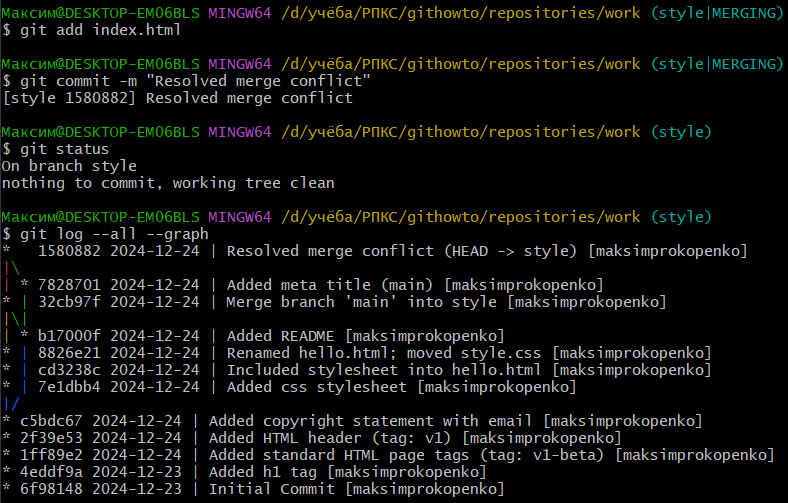 Максим@DESKTOP-EMO6BLS MINGW64 /d/учёба/РПКС/githowto/repositories/work (style|MERGING)
$ git add index.html
Максим@DESKTOP-EMO6BLS MINGW64 /d/учёба/РПКС/githowto/repositories/work (style|MERGING)
$ git commit -m "Resolved merge conflict"
[style 1580882] Resolved merge conflict
Максим@DESKTOP-EMO6BLS MINGW64 /d/учёба/РПКС/githowto/repositories/work (style)
$ git status
On branch style
nothing to commit, working tree clean
Максим@DESKTOP-EMO6BLS MINGW64 /d/учёба/РПКС/githowto/repositories/work (style)
$ git log --all --graph
*   1580882 2024-12-24 | Resolved merge conflict (HEAD -> style) [maksimprokopenko]
|\
| * 7828701 2024-12-24 | Added meta title (main) [maksimprokopenko]
* | 32cb97f 2024-12-24 | Merge branch 'main' into style [maksimprokopenko]
|\|
| * b17000f 2024-12-24 | Added README [maksimprokopenko]
* | 8826e21 2024-12-24 | Renamed hello.html; moved style.css [maksimprokopenko]
* | cd3238c 2024-12-24 | Included stylesheet into hello.html [maksimprokopenko]
* | 7e1dbb4 2024-12-24 | Added css stylesheet [maksimprokopenko]
|/
* c5bdc67 2024-12-24 | Added copyright statement with email [maksimprokopenko]
* 2f39e53 2024-12-24 | Added HTML header (tag: v1) [maksimprokopenko]
* 1ff89e2 2024-12-24 | Added standard HTML page tags (tag: v1-beta) [maksimprokopenko]
* 4eddf9a 2024-12-23 | Added h1 tag [maksimprokopenko]
* 6f98148 2024-12-23 | Initial Commit [maksimprokopenko]